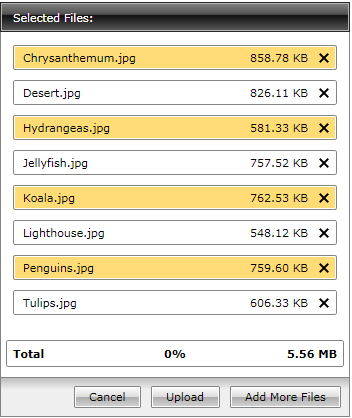 Selected Files:
Chrysanthemum.jpg 858.78 KB
Desert.jpg 826.11 KB
Hydrangeas.jpg 581.33 KB
Jellyfish.jpg 757.52 KB
Koala.jpg 762.53 KB
Lighthouse.jpg 548.12 KB
Penguins.jpg 759.60 KB
Tulips.jpg 606.33 KB
Total 0% 5.56 MB
Cancel Upload Add More Files